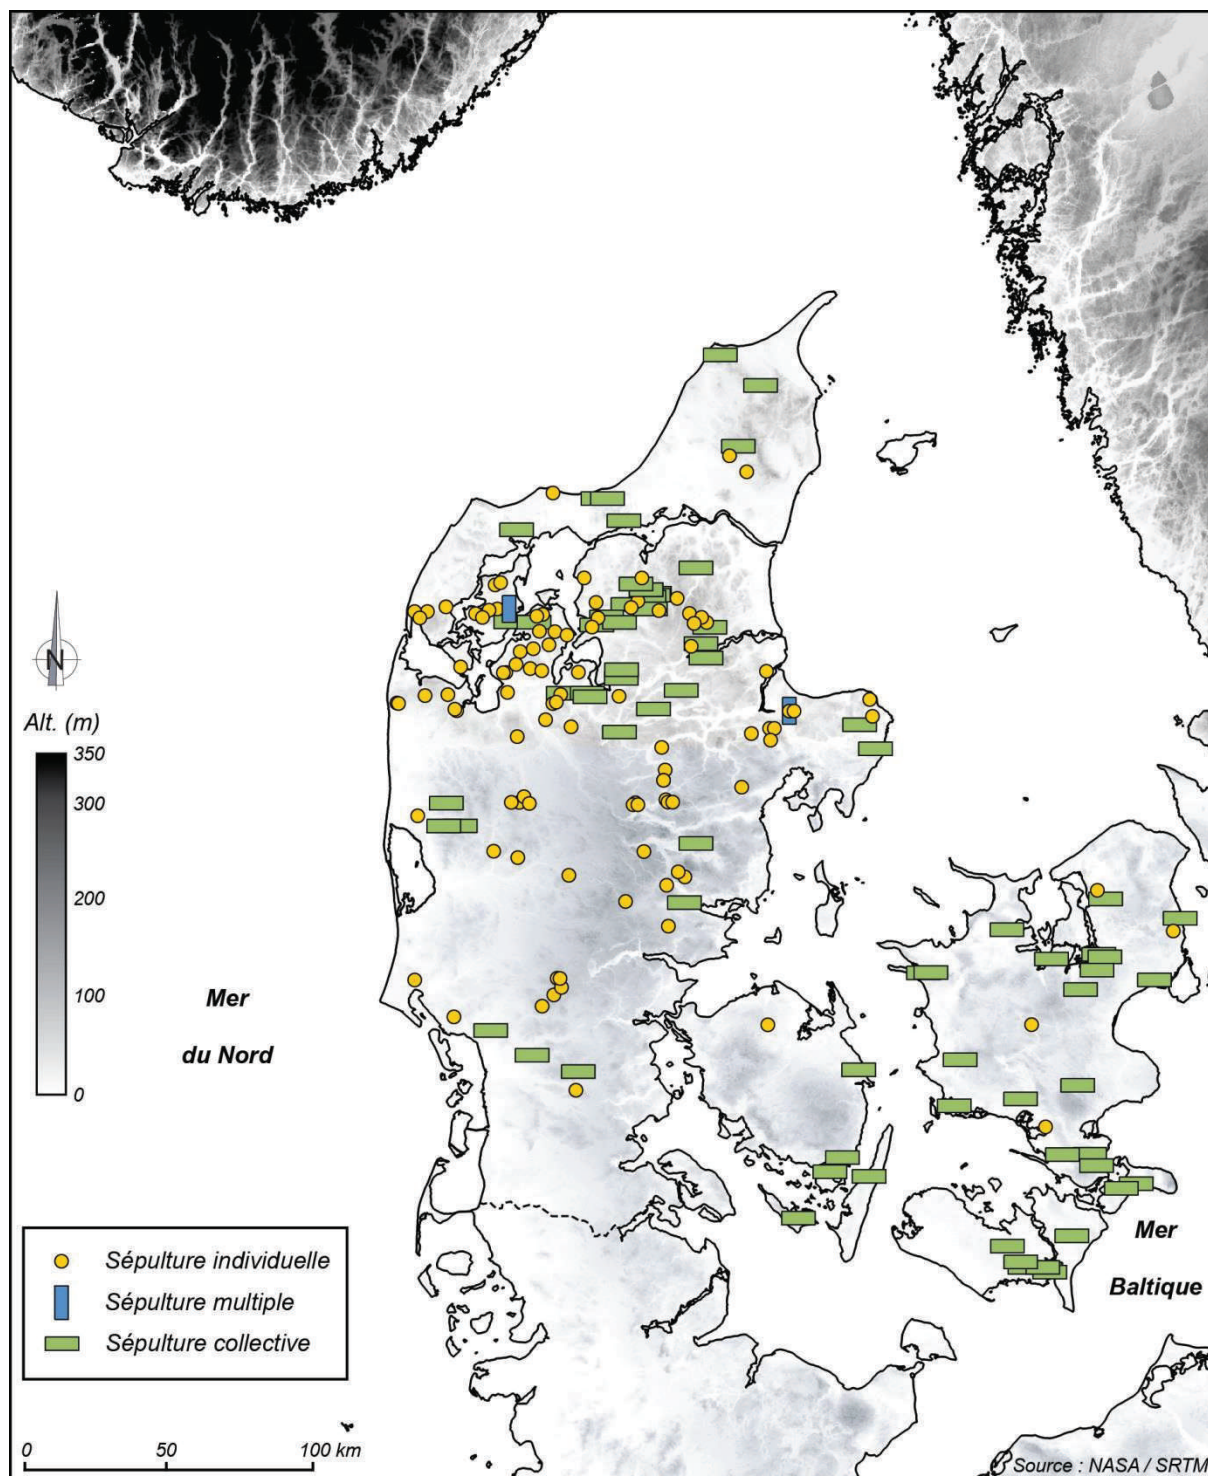 N
Alt. (m)
350
300
200
100
0
Mer
du Nord
Mer
Baltique
Sépulture individuelle
Sépulture multiple
Sépulture collective
0 50 100 km
Source : NASA / SRTM